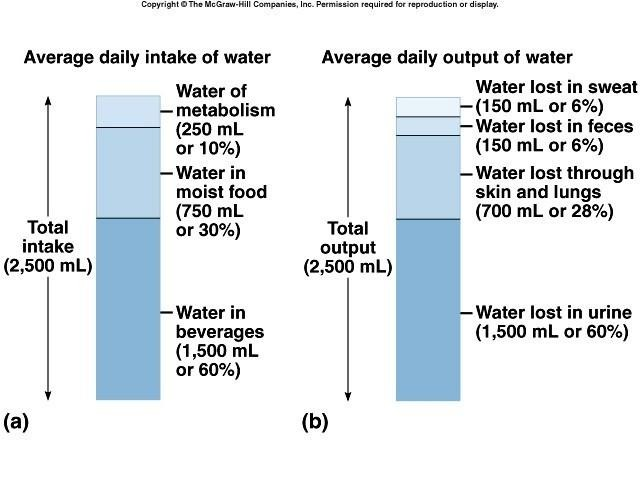 Copyright © The McGraw-Hill Companies, Inc. Permission required for reproduction or display.
Average daily intake of water
Water of
metabolism
(250 mL
or 10%)
Water in
moist food
(750 mL
or 30%)
Total
intake
(2,500 mL)
Water in
beverages
(1,500 mL
or 60%)
(a)
Average daily output of water
Water lost in sweat
(150 mL or 6%)
Water lost in feces
(150 mL or 6%)
Water lost through
skin and lungs
(700 mL or 28%)
Total
output
(2,500 mL)
Water lost in urine
(1,500 mL or 60%)
(b)